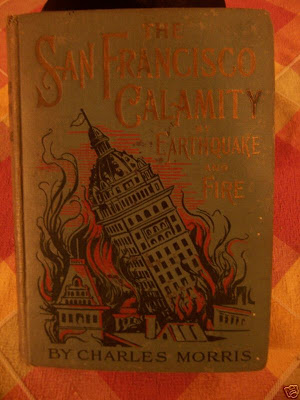 THE
SAN FRANCISCO
CALAMITY
BY
EARTHQUAKE
AND
FIRE
BY CHARLES MORRIS.